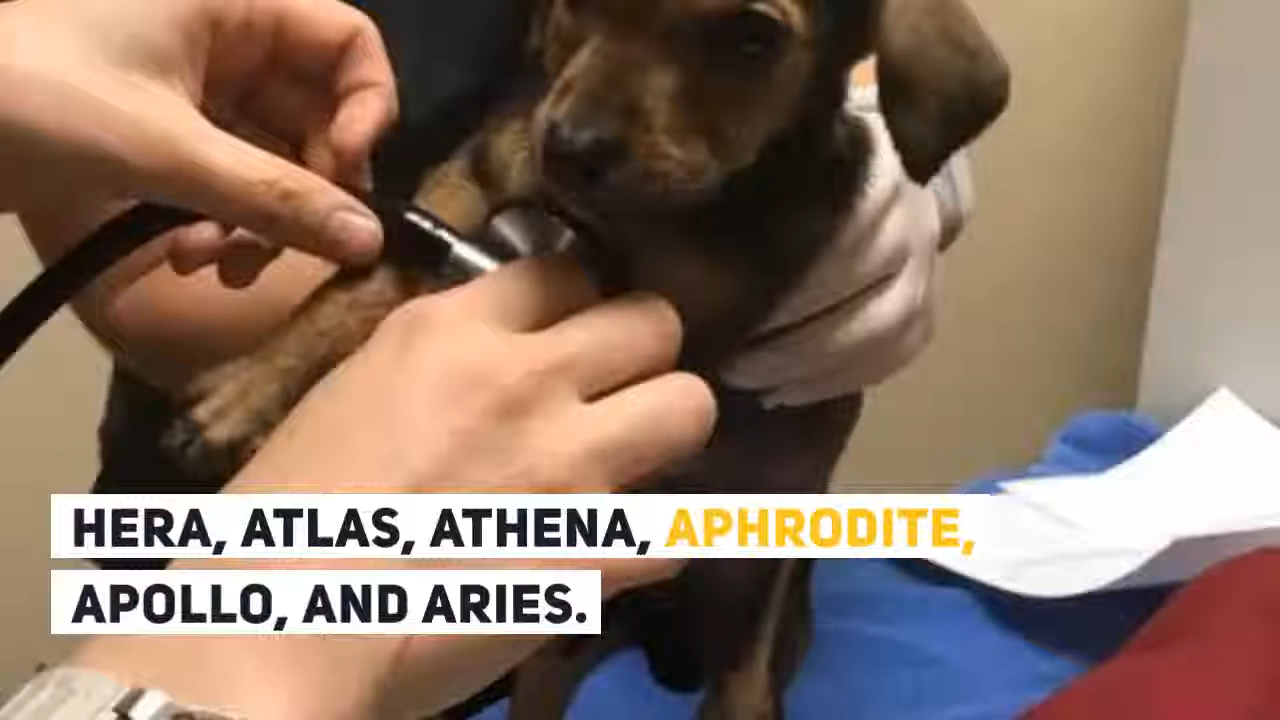 HERA, ATLAS, ATHENA, APHRODITE,
APOLLO, AND ARIES.